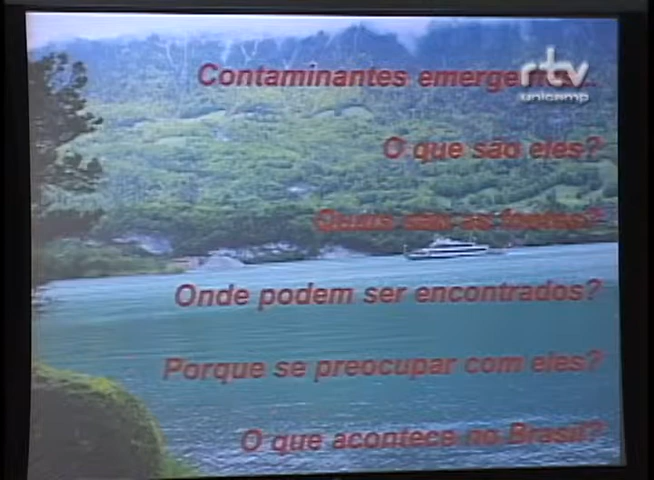 Contaminantes emergentes...
rtv
unicamp
O que são eles?
Quais são as fontes?
Onde podem ser encontrados?
Porque se preocupar com eles?
O que acontece no Brasil?